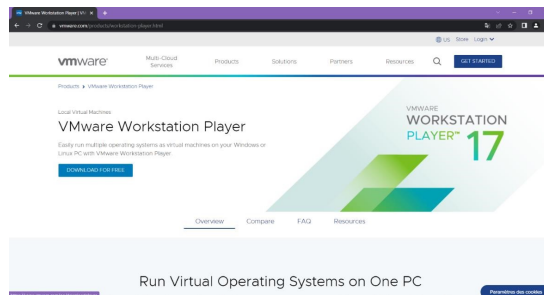 VMware Workstation Player | VM
vmware.com/products/workstation-player.html
US Store Login
vmware
Multi-Cloud Services
Products
Solutions
Partners
Resources
GET STARTED
Products
VMware Workstation Player
Local Virtual Machines
VMware Workstation Player
Easily run multiple operating systems as virtual machines on your Windows or
Linux PC with VMware Workstation Player
DOWNLOAD FOR FREE
VMWARE
WORKSTATION
PLAYER™ 17
Overview Compare FAQ Resources
Run Virtual Operating Systems on One PC
Paramètres des cookies